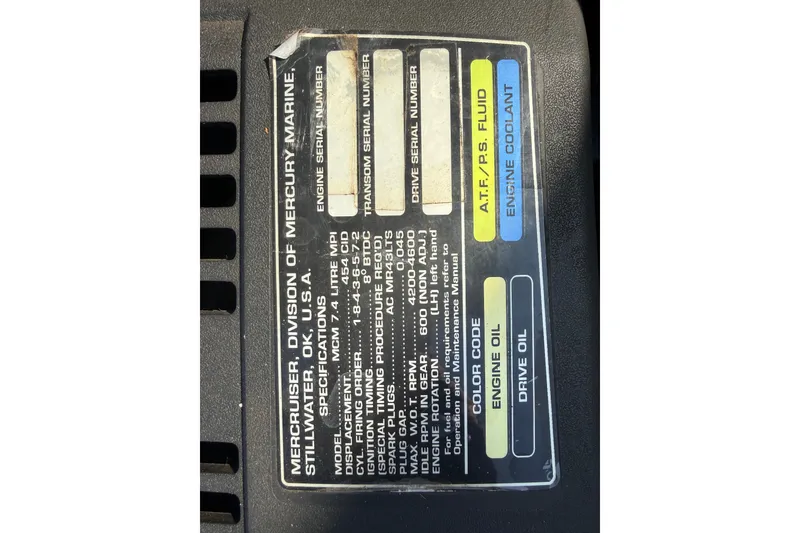 MERCRUISER, DIVISION OF MERCURY MARINE,
STILLWATER, OK, U.S.A.
SPECIFICATIONS
MODEL.............. MCM 7.4 LITRE MPI
DISPLACEMENT.................. 454 CID
CYL. FIRING ORDER.... 1-8-4-3-6-5-7-2
IGNITION TIMING................. 8° BTDC
(SPECIAL TIMING PROCEDURE REQ'D)
SPARK PLUGS............. AC MR43LTS
PLUG GAP............................ 0.045
MAX. W.O.T. RPM........... 4200-4600
IDLE RPM IN GEAR... 600 (NON ADJ.)
ENGINE ROTATION......... (LH) left hand
For fuel and oil requirements refer to
Operation and Maintenance Manual
ENGINE SERIAL NUMBER
TRANSOM SERIAL NUMBER
DRIVE SERIAL NUMBER
COLOR CODE
ENGINE OIL
A.T.F./P.S. FLUID
DRIVE OIL
ENGINE COOLANT